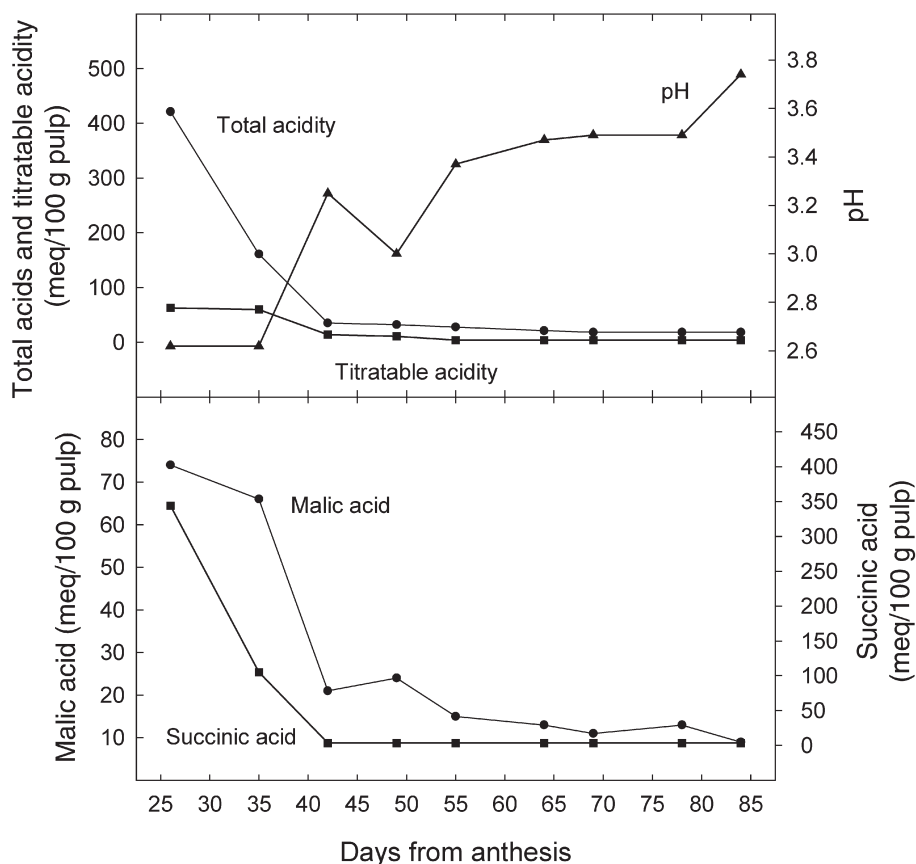 Total acids and titratable acidity
(meq/100 g pulp)
500
400
300
200
100
0
Total acidity
pH
Titratable acidity
3.8
3.6
3.4
3.2
3.0
2.8
2.6
pH
Malic acid (meq/100 g pulp)
80
70
60
50
40
30
20
10
Malic acid
Succinic acid
450
400
350
300
250
200
150
100
50
0
Succinic acid
(meq/100 g pulp)
25 30 35 40 45 50 55 60 65 70 75 80 85
Days from anthesis